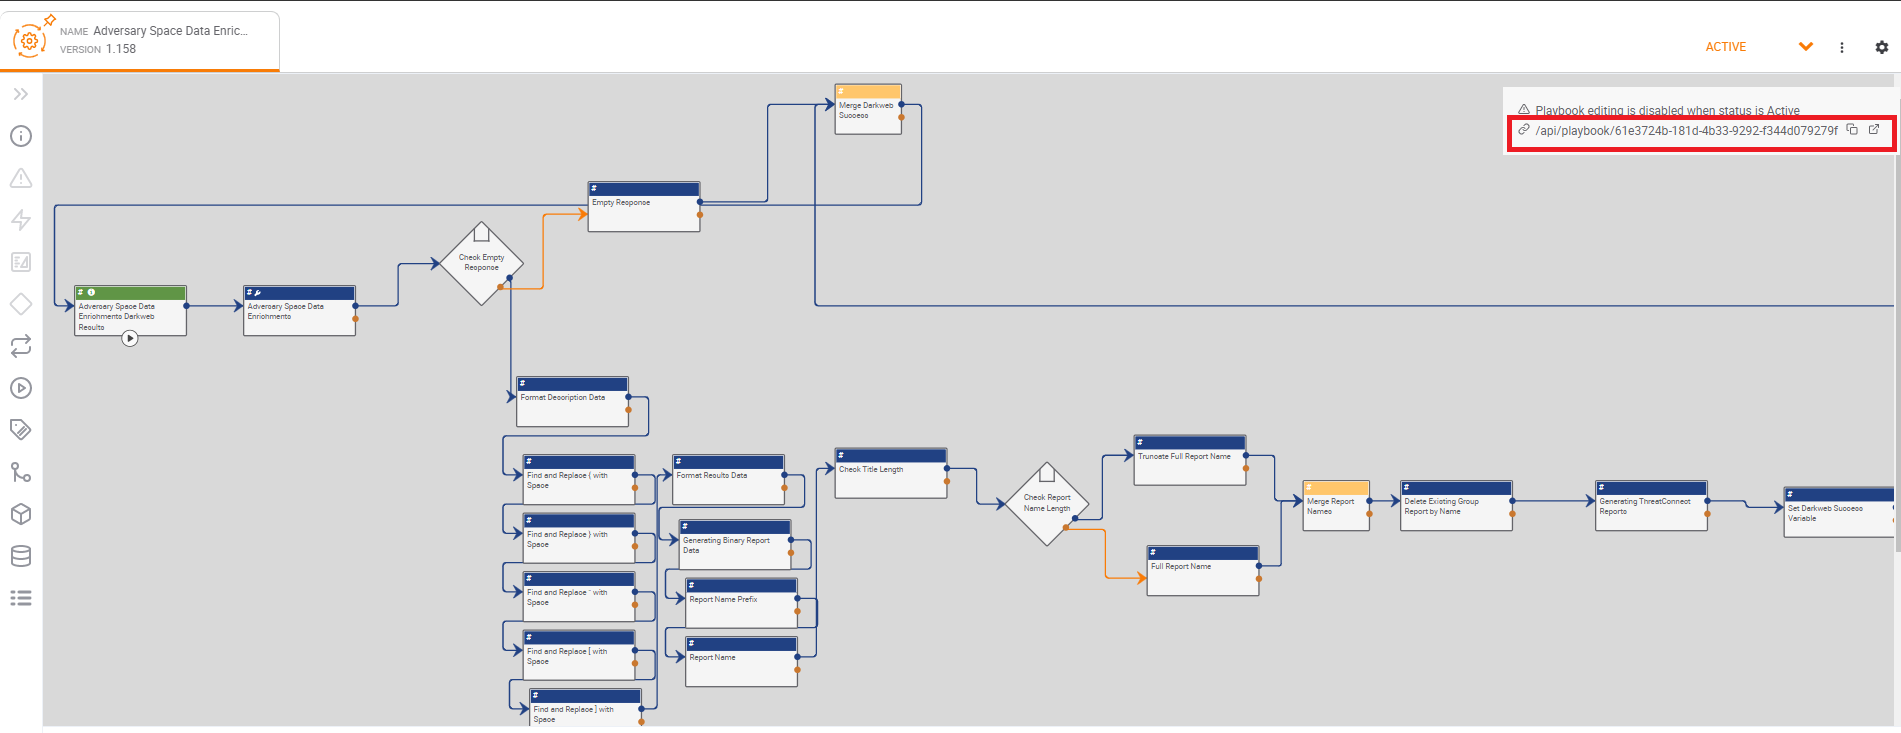 NAME Adversary Space Data Enric...
VERSION 1.158
ACTIVE
Playbook editing is disabled when status is Active
/api/playbook/61e3724b-181d-4b33-9292-f344d079279f
#
Merge Darkweb
Success
#
Empty Response
Check Empty
Response
#
Adversary Space Data
Enrichments Darkweb
Results
#
Adversary Space Data
Enrichments
#
Format Description Data
#
Find and Replace { with
Space
#
Find and Replace } with
Space
#
Find and Replace " with
Space
#
Find and Replace [ with
Space
#
Find and Replace ] with
Space
#
Format Results Data
#
Generating Binary Report
Data
#
Report Name Prefix
#
Report Name
#
Check Title Length
Check Report
Name Length
#
Truncate Full Report Name
#
Full Report Name
#
Merge Report
Names
#
Delete Existing Group
Report by Name
#
Generating ThreatConnect
Reports
#
Set Darkweb Success
Variable